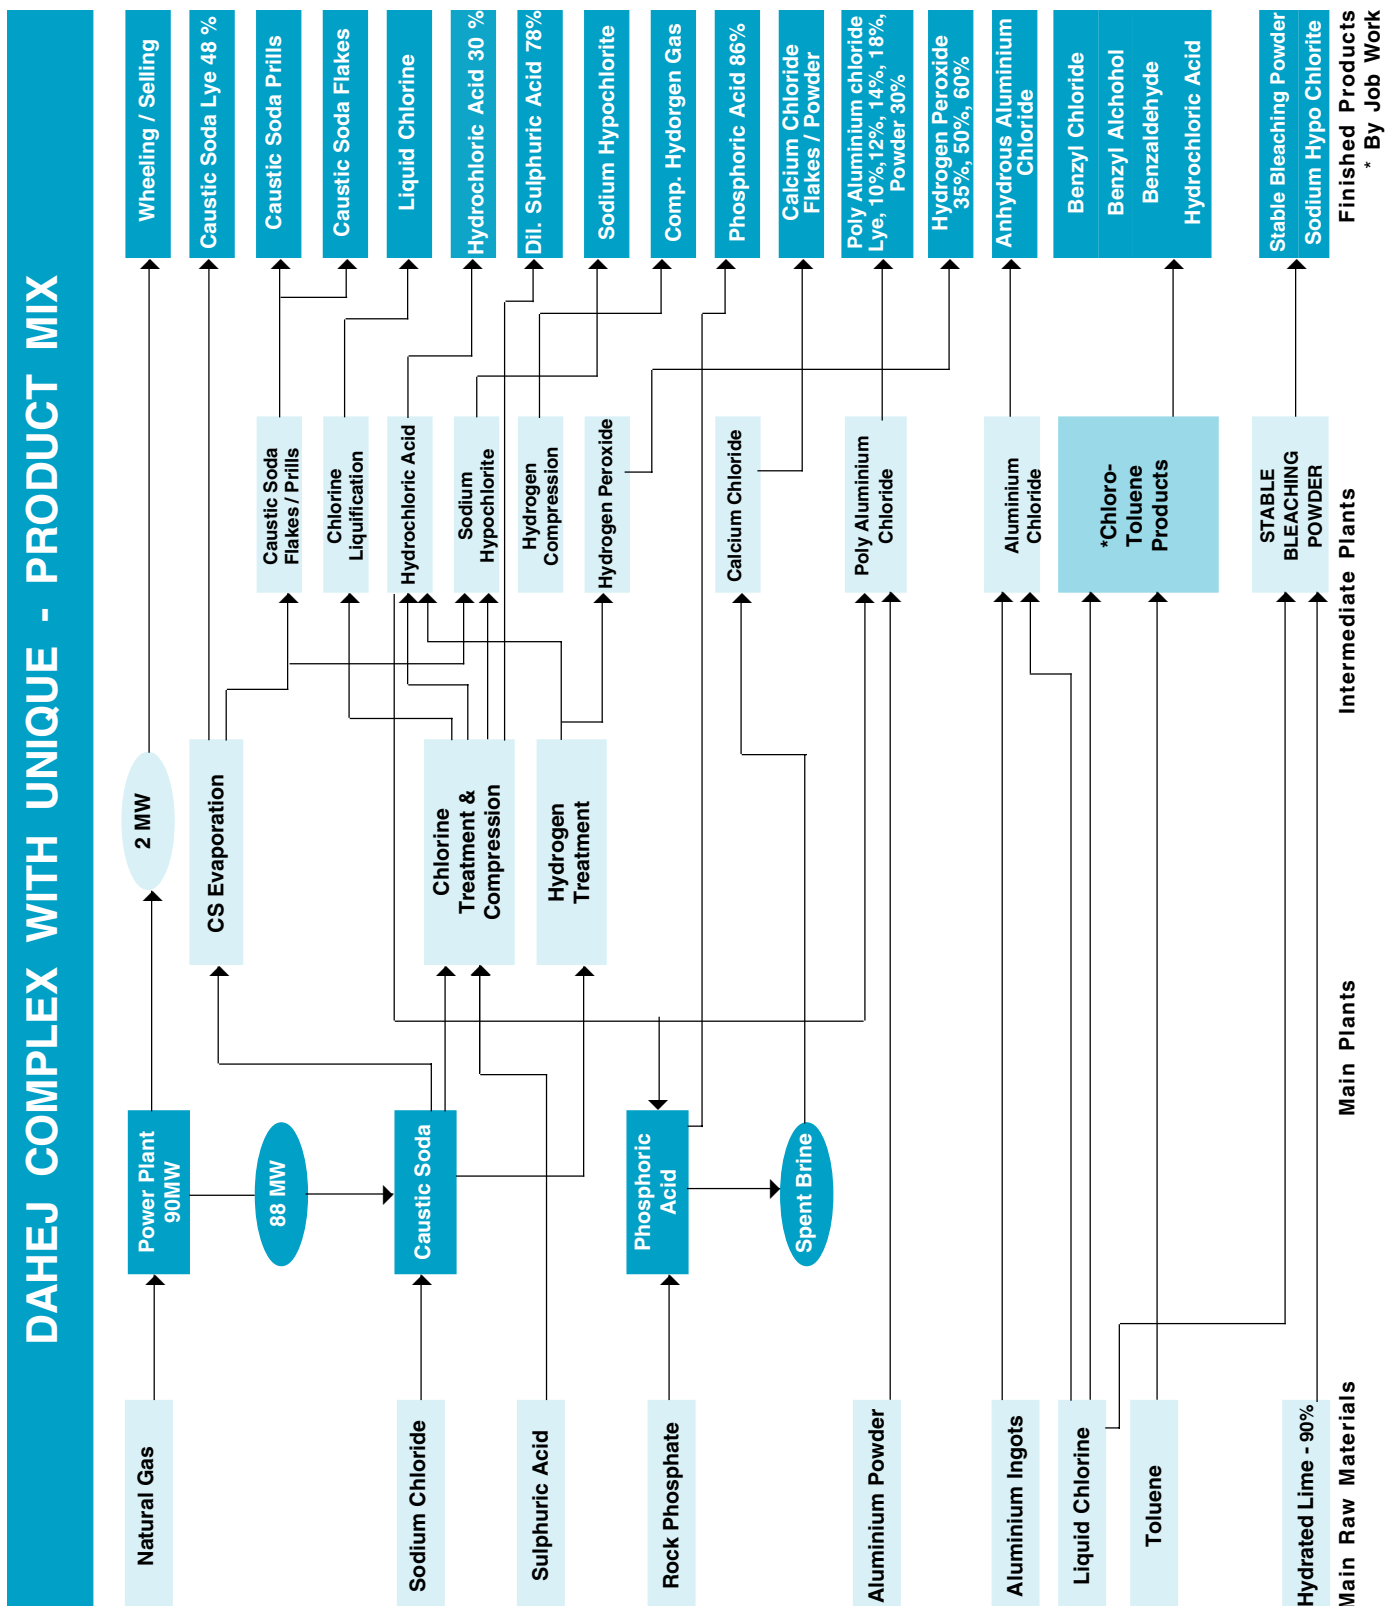 DAHEJ COMPLEX WITH UNIQUE - PRODUCT MIX
Natural Gas
Sodium Chloride
Sulphuric Acid
Rock Phosphate
Aluminium Powder
Aluminium Ingots
Liquid Chlorine
Toluene
Hydrated Lime - 90%
Main Raw Materials
Power Plant
90MW
88 MW
Caustic Soda
Phosphoric
Acid
Spent Brine
Main Plants
2 MW
CS Evaporation
Chlorine
Treatment &
Compression
Hydrogen
Treatment
Caustic Soda
Flakes / Prills
Chlorine
Liquification
Hydrochloric Acid
Sodium
Hypochlorite
Hydrogen
Compression
Hydrogen Peroxide
Calcium Chloride
Poly Aluminium
Chloride
Aluminium
Chloride
*Chloro-
Toluene
Products
STABLE
BLEACHING
POWDER
Intermediate Plants
Wheeling / Selling
Caustic Soda Lye 48 %
Caustic Soda Prills
Caustic Soda Flakes
Liquid Chlorine
Hydrochloric Acid 30 %
Dil. Sulphuric Acid 78%
Sodium Hypochlorite
Comp. Hydorgen Gas
Phosphoric Acid 86%
Calcium Chloride
Flakes / Powder
Poly Aluminium chloride
Lye, 10%,12%, 14%, 18%,
Powder 30%
Hydrogen Peroxide
35%, 50%, 60%
Anhydrous Aluminium
Chloride
Benzyl Chloride
Benzyl Alchohol
Benzaldehyde
Hydrochloric Acid
Stable Bleaching Powder
Sodium Hypo Chlorite
Finished Products
* By Job Work